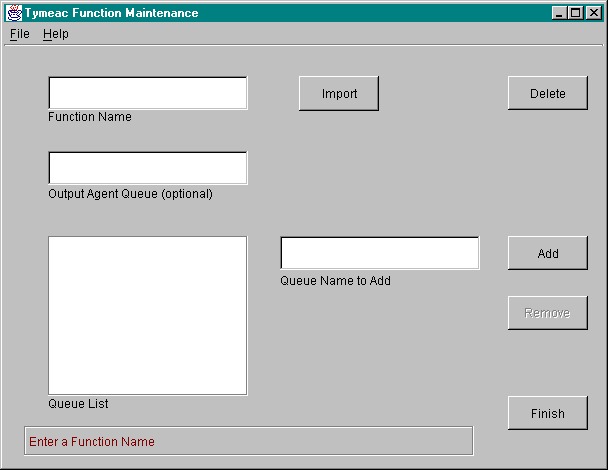 Tymeac Function Maintenance
File Help
Import
Delete
Function Name
Output Agent Queue (optional)
Add
Queue Name to Add
Remove
Queue List
Finish
Enter a Function Name